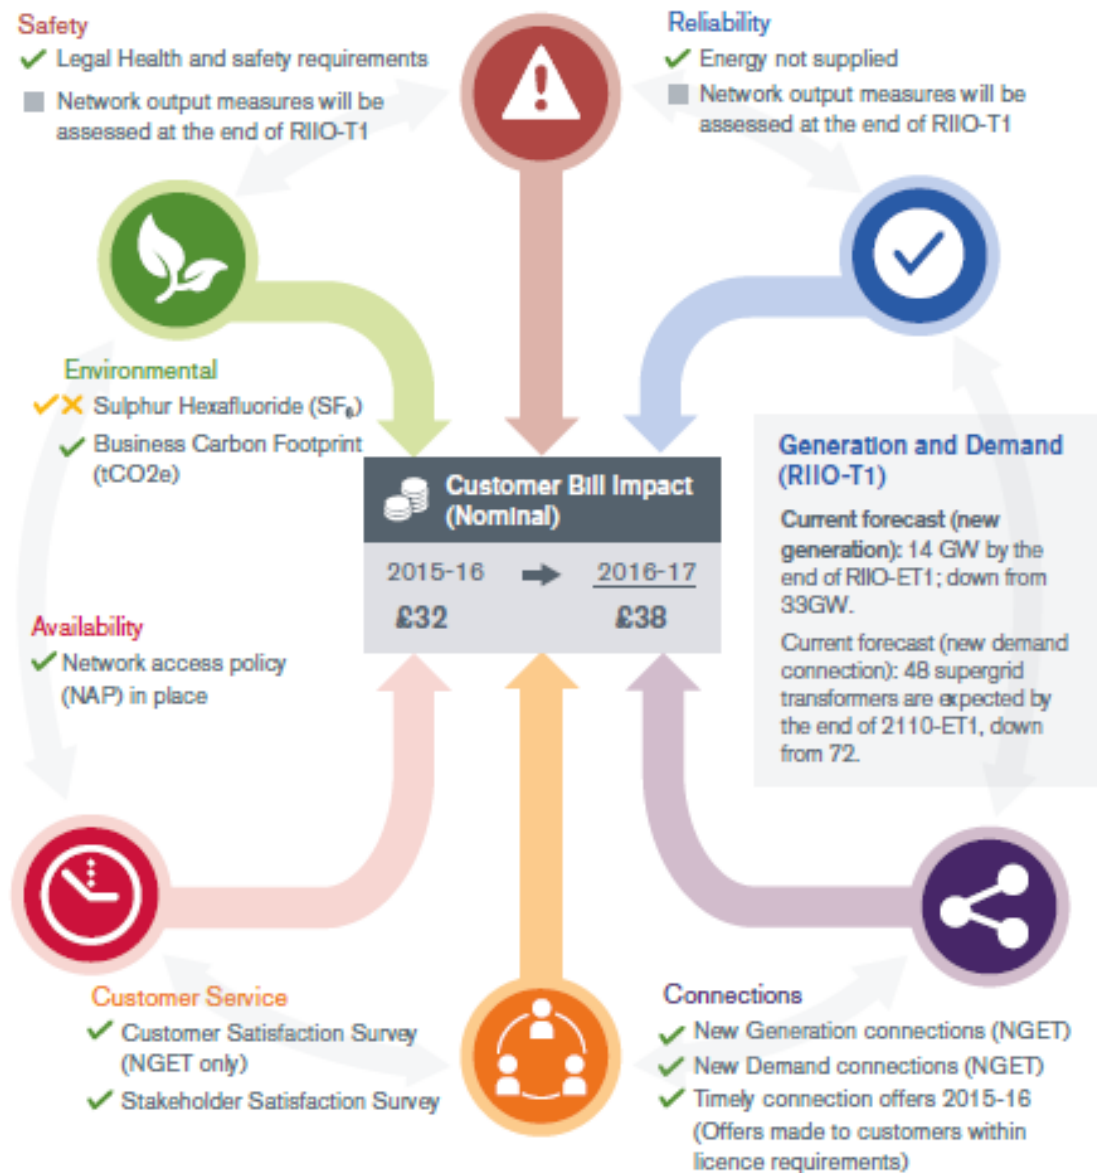 Safety
Legal Health and safety requirements
Network output measures will be
assessed at the end of RIIO-T1
Reliability
Energy not supplied
Network output measures will be
assessed at the end of RIIO-T1
Environmental
Sulphur Hexafluoride (SF₆)
Business Carbon Footprint
(tCO2e)
Customer Bill Impact
(Nominal)
2015-16
2016-17
£32
£38
Generation and Demand
(RIIO-T1)
Current forecast (new
generation): 14 GW by the
end of RIIO-ET1; down from
33GW.
Current forecast (new demand
connection): 48 supergrid
transformers are expected by
the end of 2110-ET1, down
from 72.
Availability
Network access policy
(NAP) in place
Customer Service
Customer Satisfaction Survey
(NGET only)
Stakeholder Satisfaction Survey
Connections
New Generation connections (NGET)
New Demand connections (NGET)
Timely connection offers 2015-16
(Offers made to customers within
licence requirements)